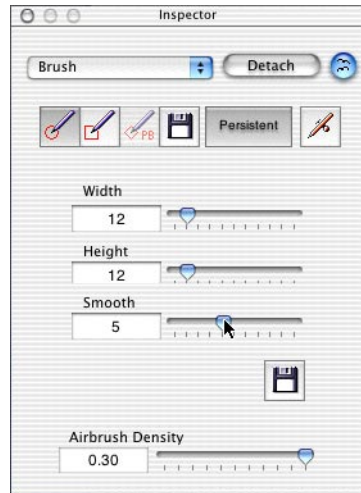 Inspector
Brush
Detach
PB
Persistent
Width
12
Height
12
Smooth
5
Airbrush Density
0.30